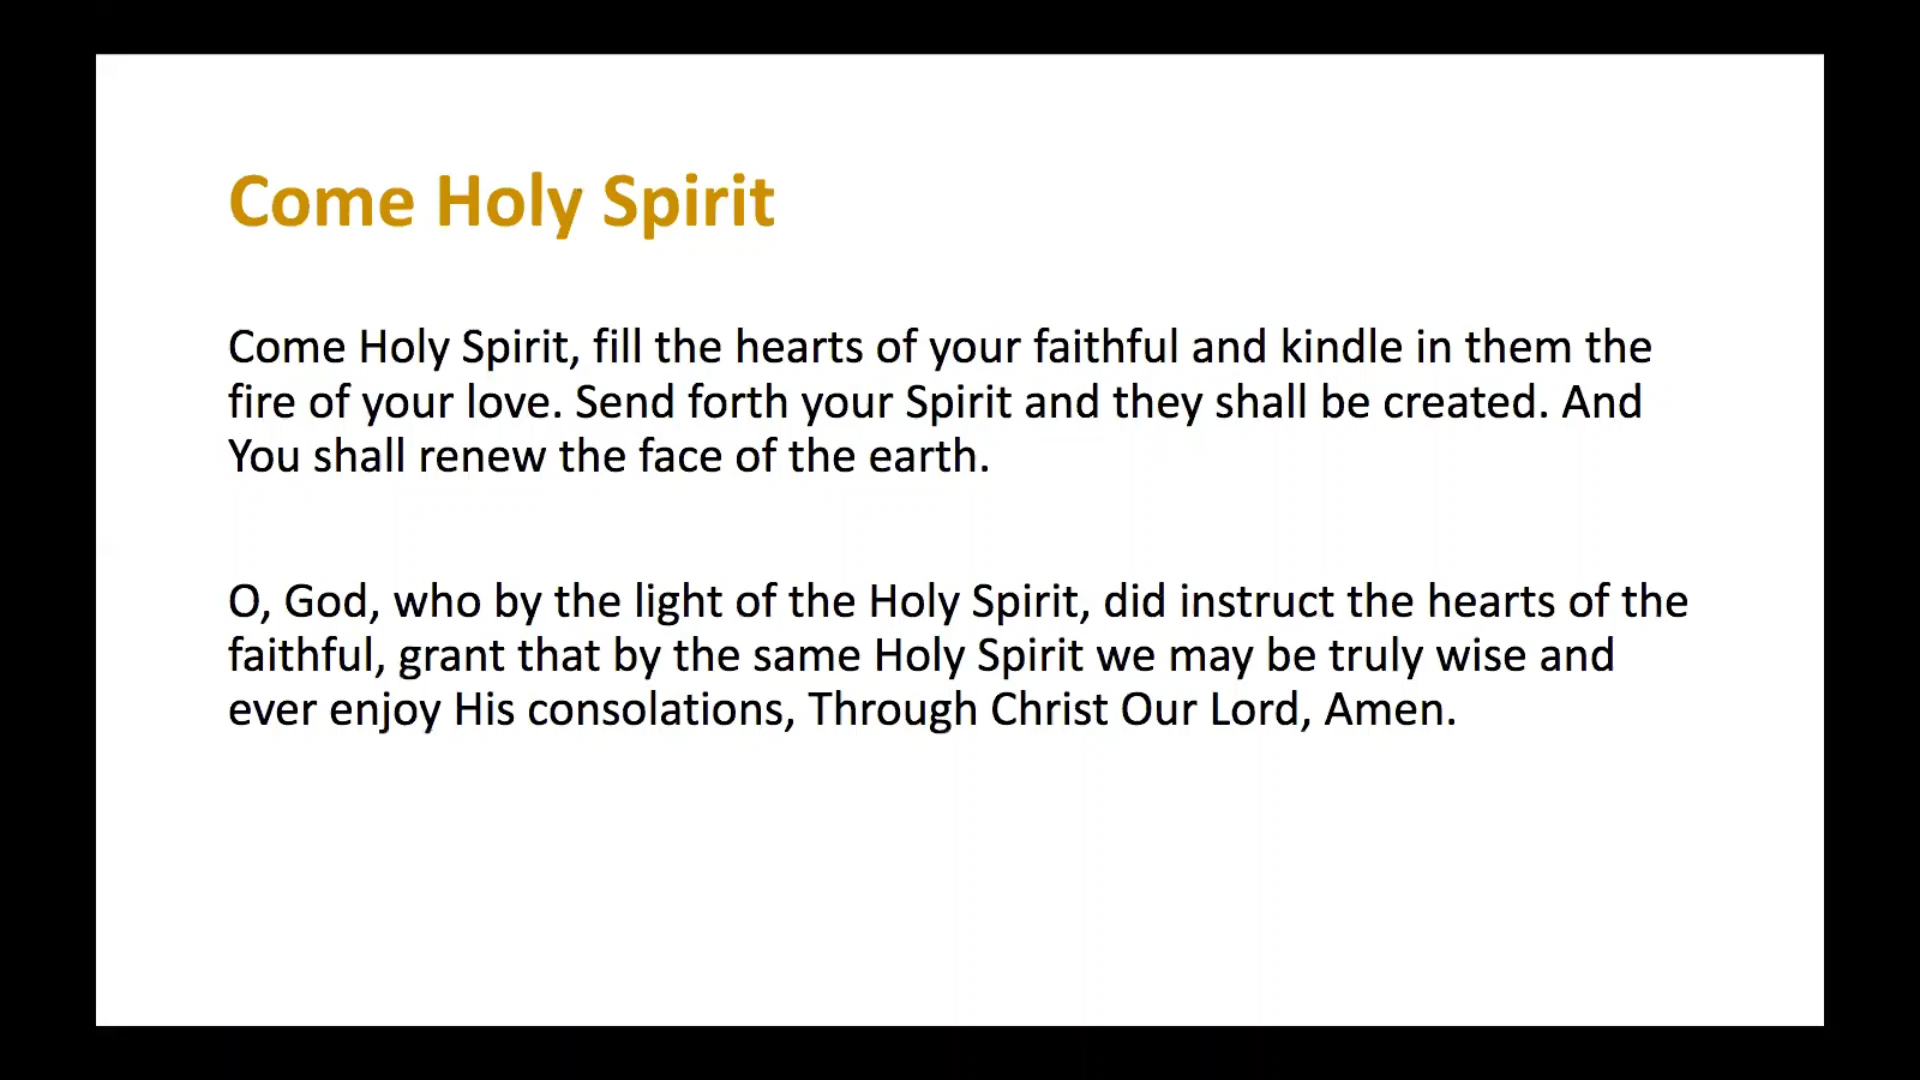 Come Holy Spirit
Come Holy Spirit, fill the hearts of your faithful and kindle in them the
fire of your love. Send forth your Spirit and they shall be created. And
You shall renew the face of the earth.
O, God, who by the light of the Holy Spirit, did instruct the hearts of the
faithful, grant that by the same Holy Spirit we may be truly wise and
ever enjoy His consolations, Through Christ Our Lord, Amen.